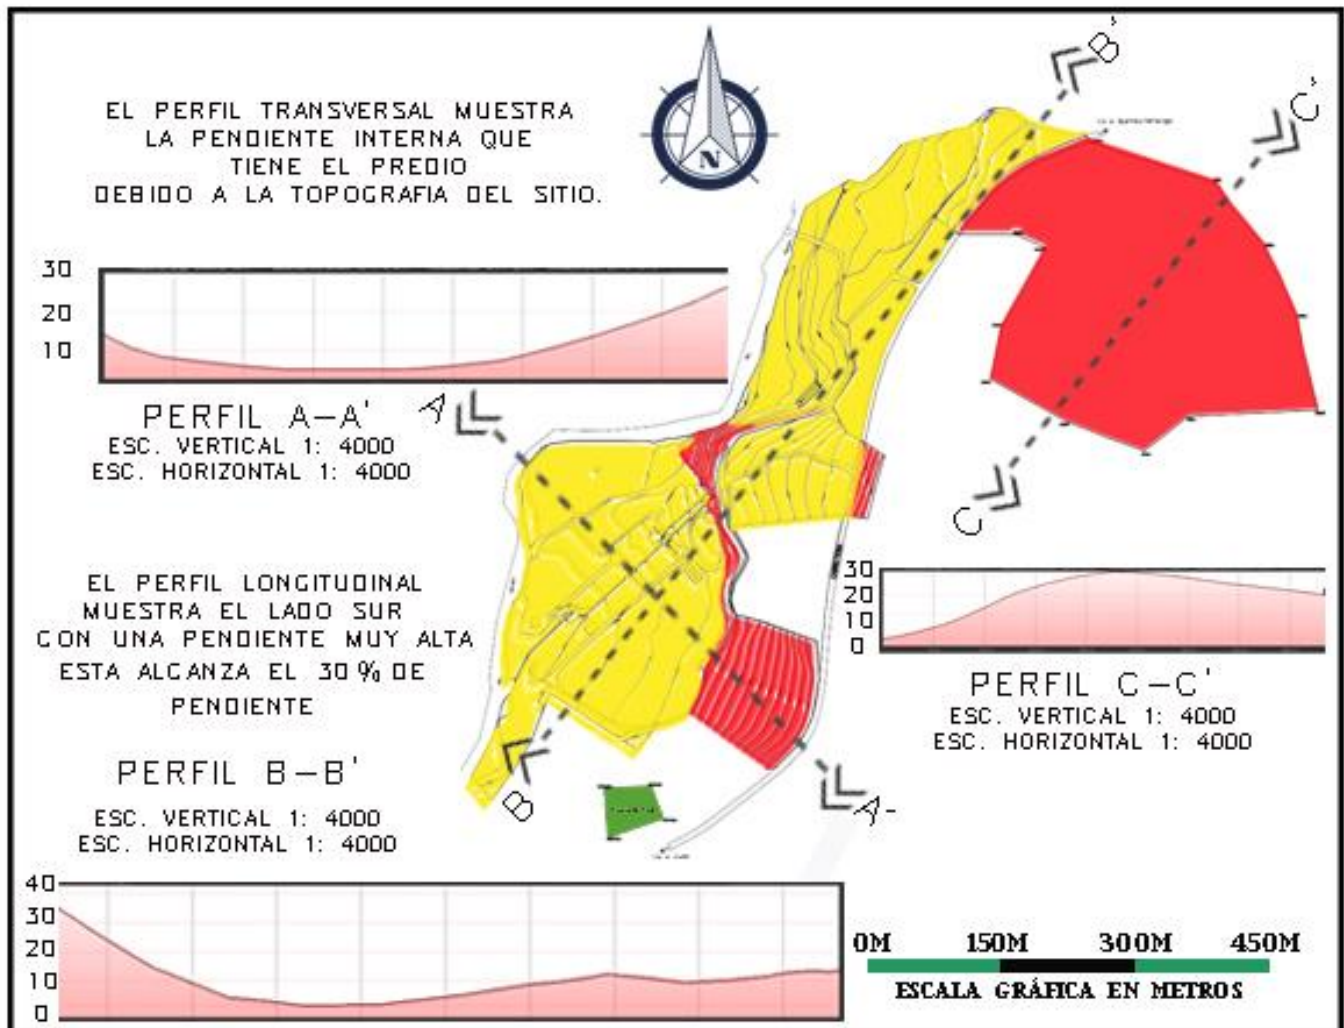 EL PERFIL TRANSVERSAL MUESTRA
LA PENDIENTE INTERNA QUE
TIENE EL PREDIO
DEBIDO A LA TOPOGRAFIA DEL SITIO.
N
B'
C'
30
20
10
PERFIL A-A'
ESC. VERTICAL 1: 4000
ESC. HORIZONTAL 1: 4000
A
C
EL PERFIL LONGITUDINAL
MUESTRA EL LADO SUR
CON UNA PENDIENTE MUY ALTA
ESTA ALCANZA EL 30 % DE
PENDIENTE
30
20
10
0
PERFIL C-C'
ESC. VERTICAL 1: 4000
ESC. HORIZONTAL 1: 4000
B
A-
PERFIL B-B'
ESC. VERTICAL 1: 4000
ESC. HORIZONTAL 1: 4000
40
30
20
10
0
0M 150M 300M 450M
ESCALA GRÁFICA EN METROS